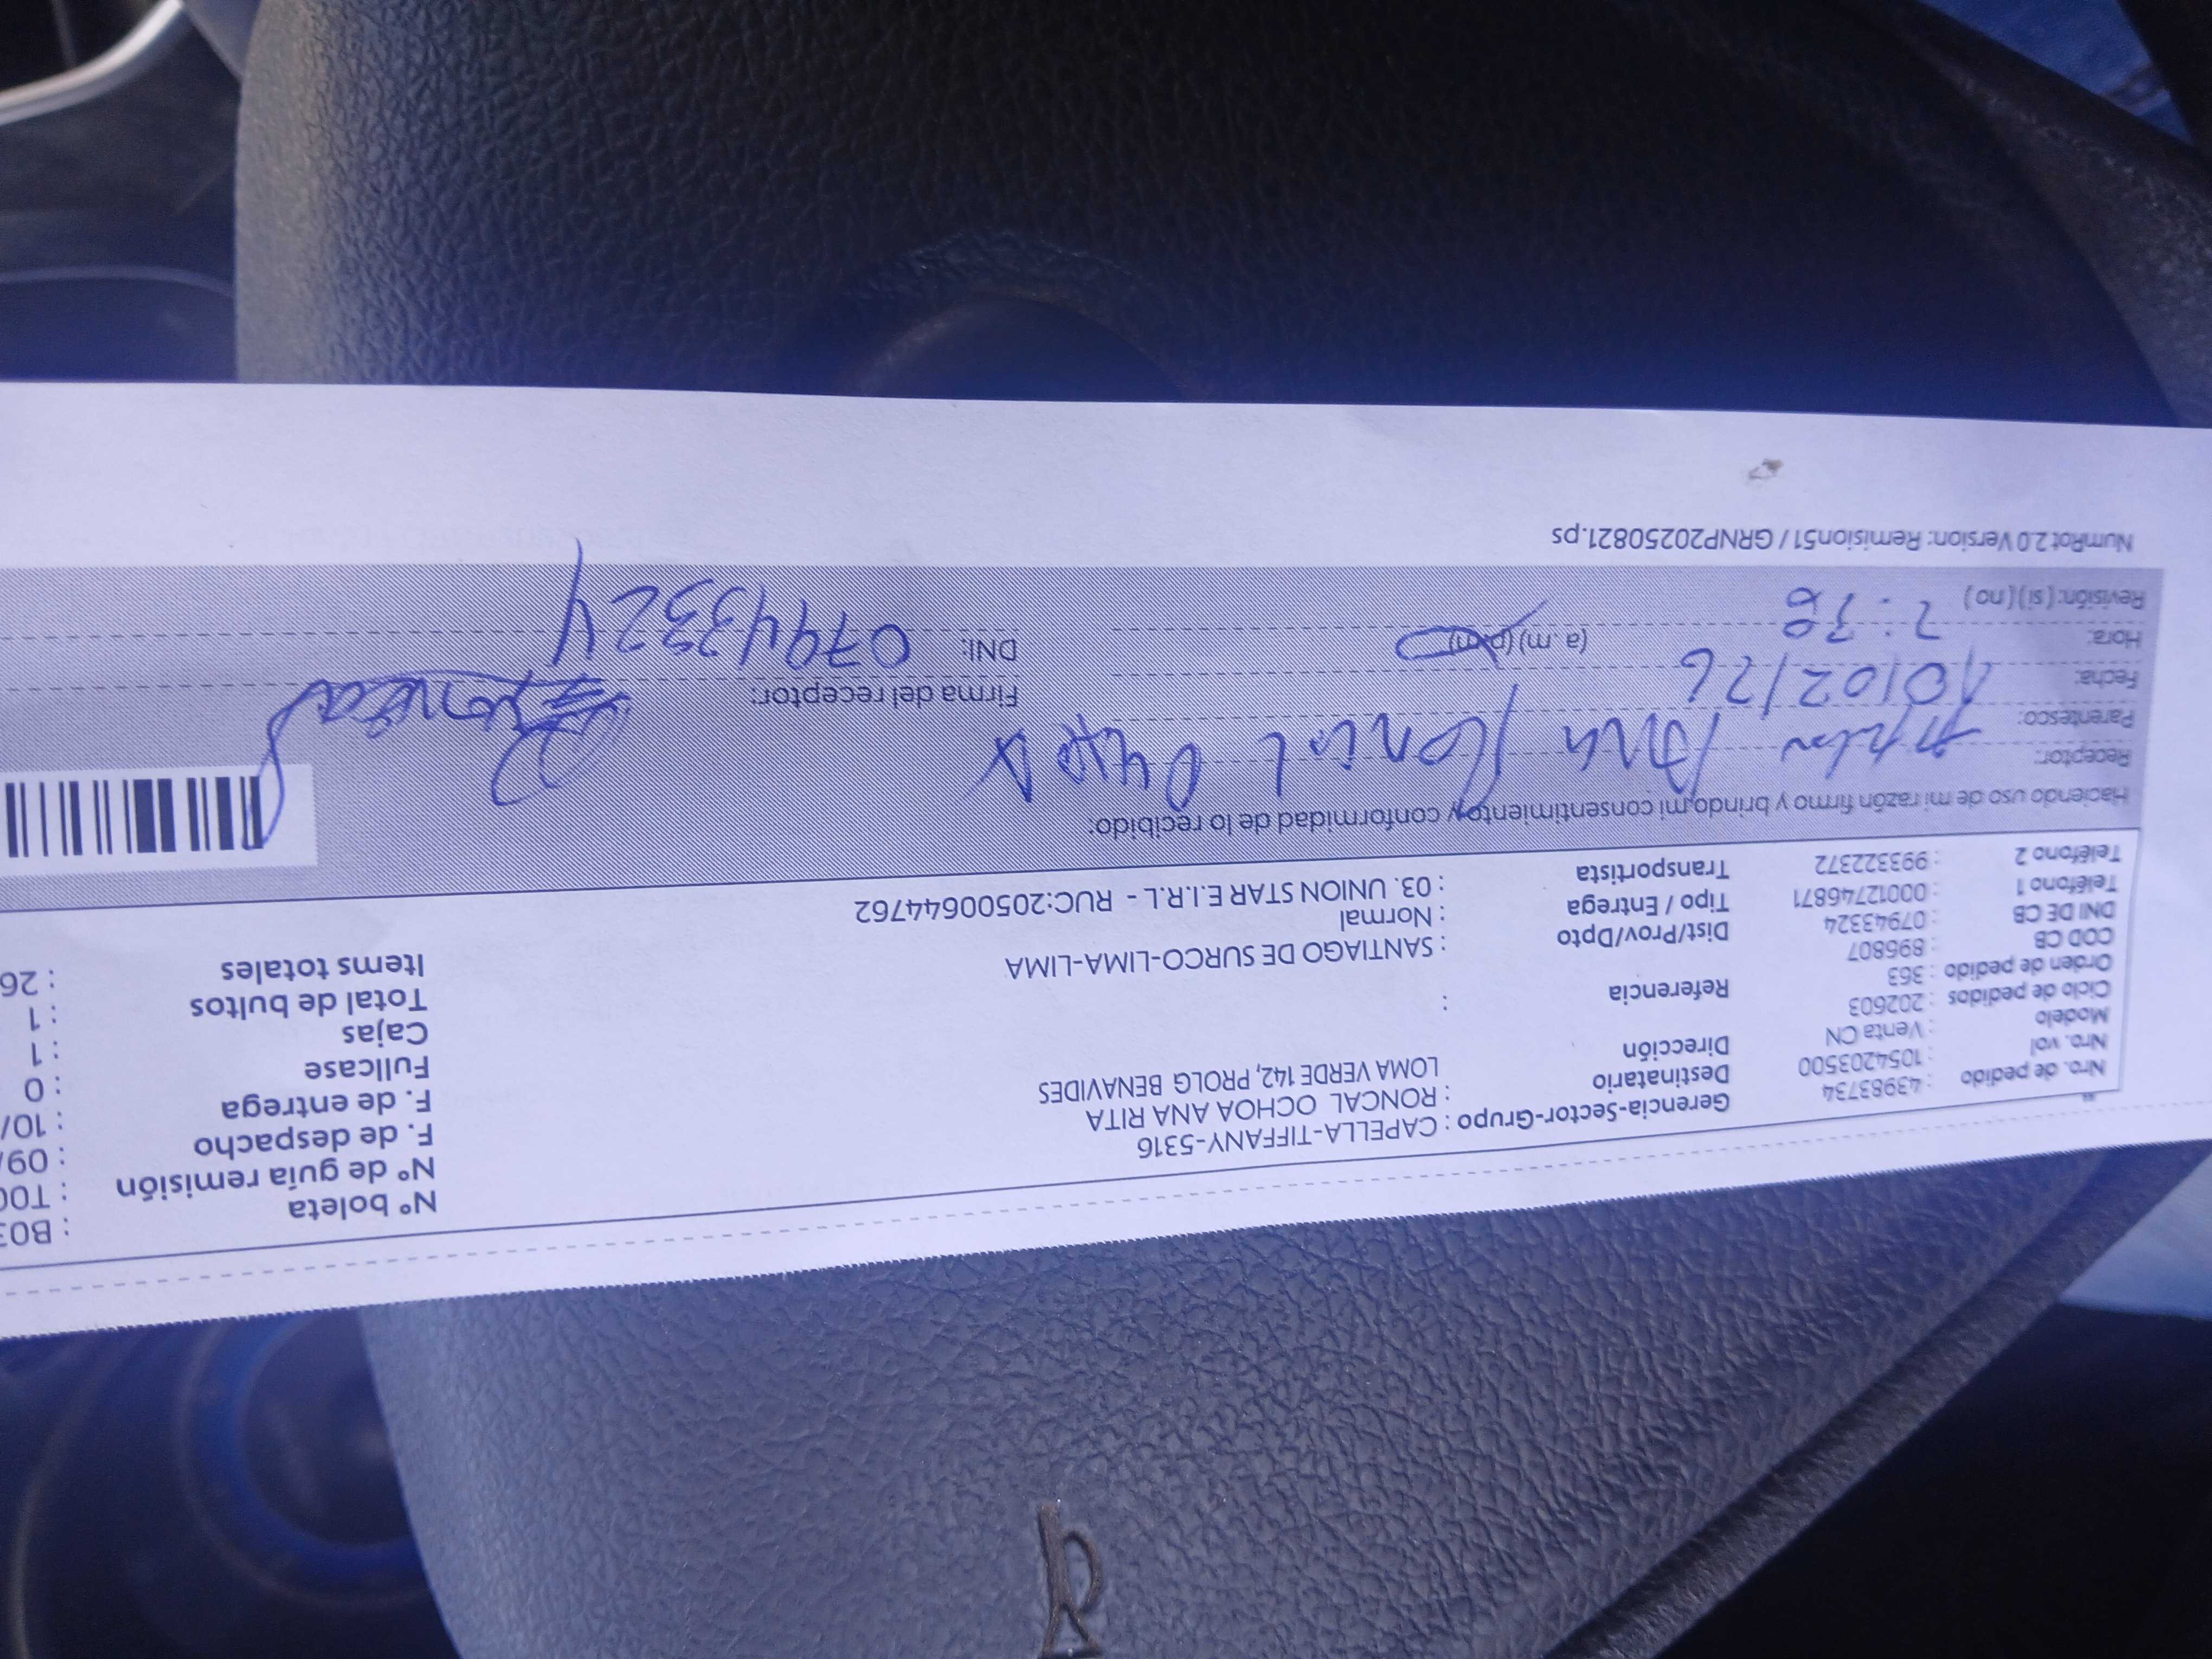 Nro. de pedido : 43983734
Nro. vol : 1054203500
Modelo : Venta CN
Ciclo de pedidos : 202603
Orden de pedido : 363
COD CB : 896807
DNI DE CB : 07943324
Teléfono 1 : 00012746871
Teléfono 2 : 993322372
Gerencia-Sector-Grupo : CAPELLA-TIFFANY-5316
Destinatario : RONCAL OCHOA ANA RITA
Dirección LOMA VERDE 142, PROLG BENAVIDES
Referencia :
Dist/Prov/Dpto : SANTIAGO DE SURCO-LIMA-LIMA
Tipo / Entrega : Normal
Transportista : 03. UNION STAR E.I.R.L - RUC:20500644762
N° boleta : B03
N° de guía remisión : T00
F. de despacho : 09/
F. de entrega : 10/
Fullcase : 0
Cajas : 1
Total de bultos : 1
Items totales : 26
Haciendo uso de mi razón firmo y brindo mi consentimiento y conformidad de lo recibido:
Receptor: Ana Roncal
Parentesco:
Fecha: 10/02/26
Hora: 2:38 (a.m) (p.m)
Revisión: (si) (no)
Firma del receptor:
DNI: 07943324
NumRot 2.0 Version: Remision51 / GRNP20250821.ps